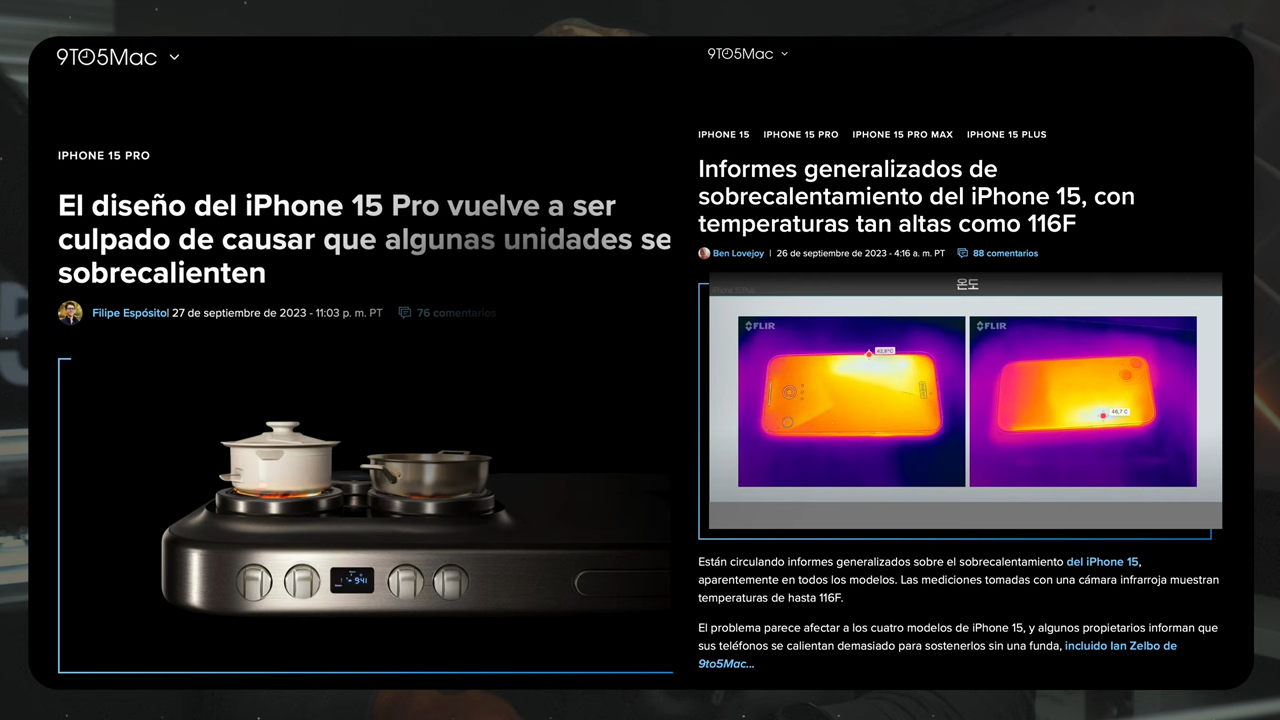 9TO5Mac
IPHONE 15 PRO
El diseño del iPhone 15 Pro vuelve a ser
culpado de causar que algunas unidades se
sobrecalienten
Filipe Espósito| 27 de septiembre de 2023 - 11:03 p. m. PT 76 comentarios
9:41
9TO5Mac
IPHONE 15 IPHONE 15 PRO IPHONE 15 PRO MAX IPHONE 15 PLUS
Informes generalizados de
sobrecalentamiento del iPhone 15, con
temperaturas tan altas como 116F
Ben Lovejoy | 26 de septiembre de 2023 - 4:16 a. m. PT 88 comentarios
온도
iPhone 15 Plus
FLIR FLIR
46,7 C
Están circulando informes generalizados sobre el sobrecalentamiento del iPhone 15,
aparentemente en todos los modelos. Las mediciones tomadas con una cámara infrarroja muestran
temperaturas de hasta 116F.
El problema parece afectar a los cuatro modelos de iPhone 15, y algunos propietarios informan que
sus teléfonos se calientan demasiado para sostenerlos sin una funda, incluido Ian Zelbo de
9to5Mac...